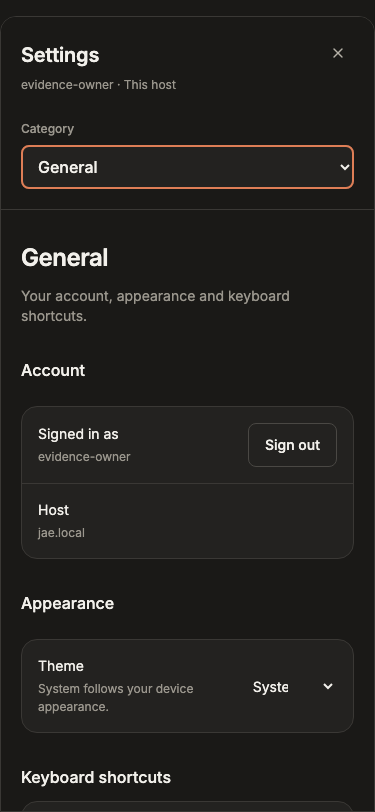 Settings
evidence-owner · This host
Category
General
General
Your account, appearance and keyboard
shortcuts.
Account
Signed in as
evidence-owner
Sign out
Host
jae.local
Appearance
Theme
System follows your device
appearance.
Syste
Keyboard shortcuts